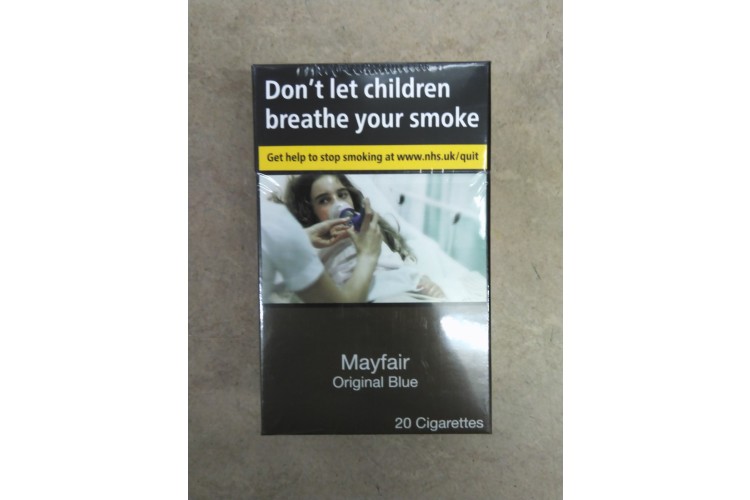 Don't let children
breathe your smoke
Get help to stop smoking at www.nhs.uk/quit
Mayfair
Original Blue
20 Cigarettes